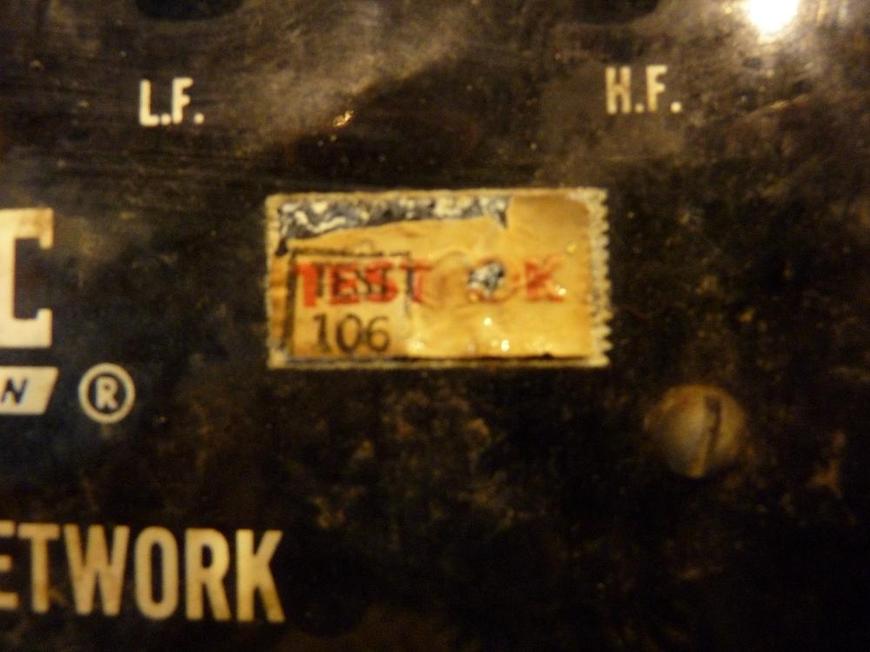 L.F. H.F.
C
TEST OK
106
N ®
ETWORK